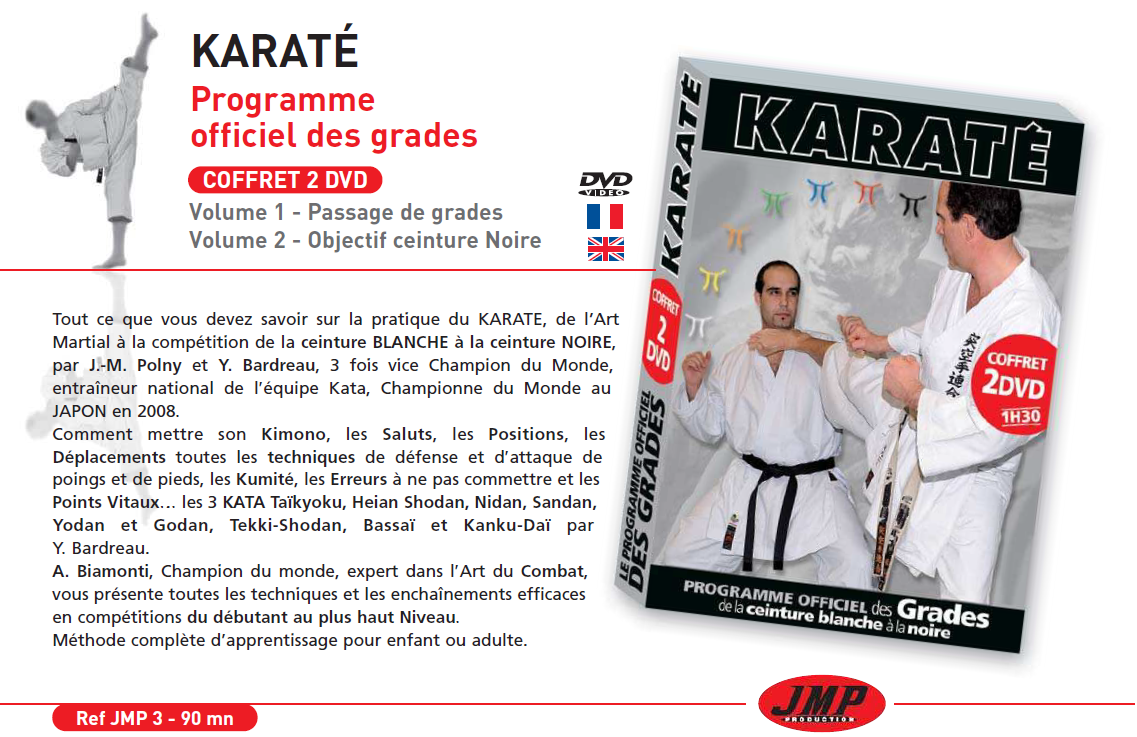 KARATÉ
Programme
officiel des grades
COFFRET 2 DVD
Volume 1 - Passage de grades
Volume 2 - Objectif ceinture Noire
DVD
VIDEO
Tout ce que vous devez savoir sur la pratique du KARATE, de l’Art
Martial à la compétition de la ceinture BLANCHE à la ceinture NOIRE,
par J.-M. Polny et Y. Bardreau, 3 fois vice Champion du Monde,
entraîneur national de l’équipe Kata, Championne du Monde au
JAPON en 2008.
Comment mettre son Kimono, les Saluts, les Positions, les
Déplacements toutes les techniques de défense et d’attaque de
poings et de pieds, les Kumité, les Erreurs à ne pas commettre et les
Points Vitaux... les 3 KATA Taïkyoku, Heian Shodan, Nidan, Sandan,
Yodan et Godan, Tekki-Shodan, Bassaï et Kanku-Daï par
Y. Bardreau.
A. Biamonti, Champion du monde, expert dans l’Art du Combat,
vous présente toutes les techniques et les enchaînements efficaces
en compétitions du débutant au plus haut Niveau.
Méthode complète d’apprentissage pour enfant ou adulte.
Ref JMP 3 - 90 mn
KARATÉ
COFFRET
2
DVD
LE PROGRAMME OFFICIEL
DES GRADES
KARATÉ
COFFRET
2DVD
1H30
PROGRAMME OFFICIEL des Grades
de la ceinture blanche à la noire
JMP
PRODUCTION